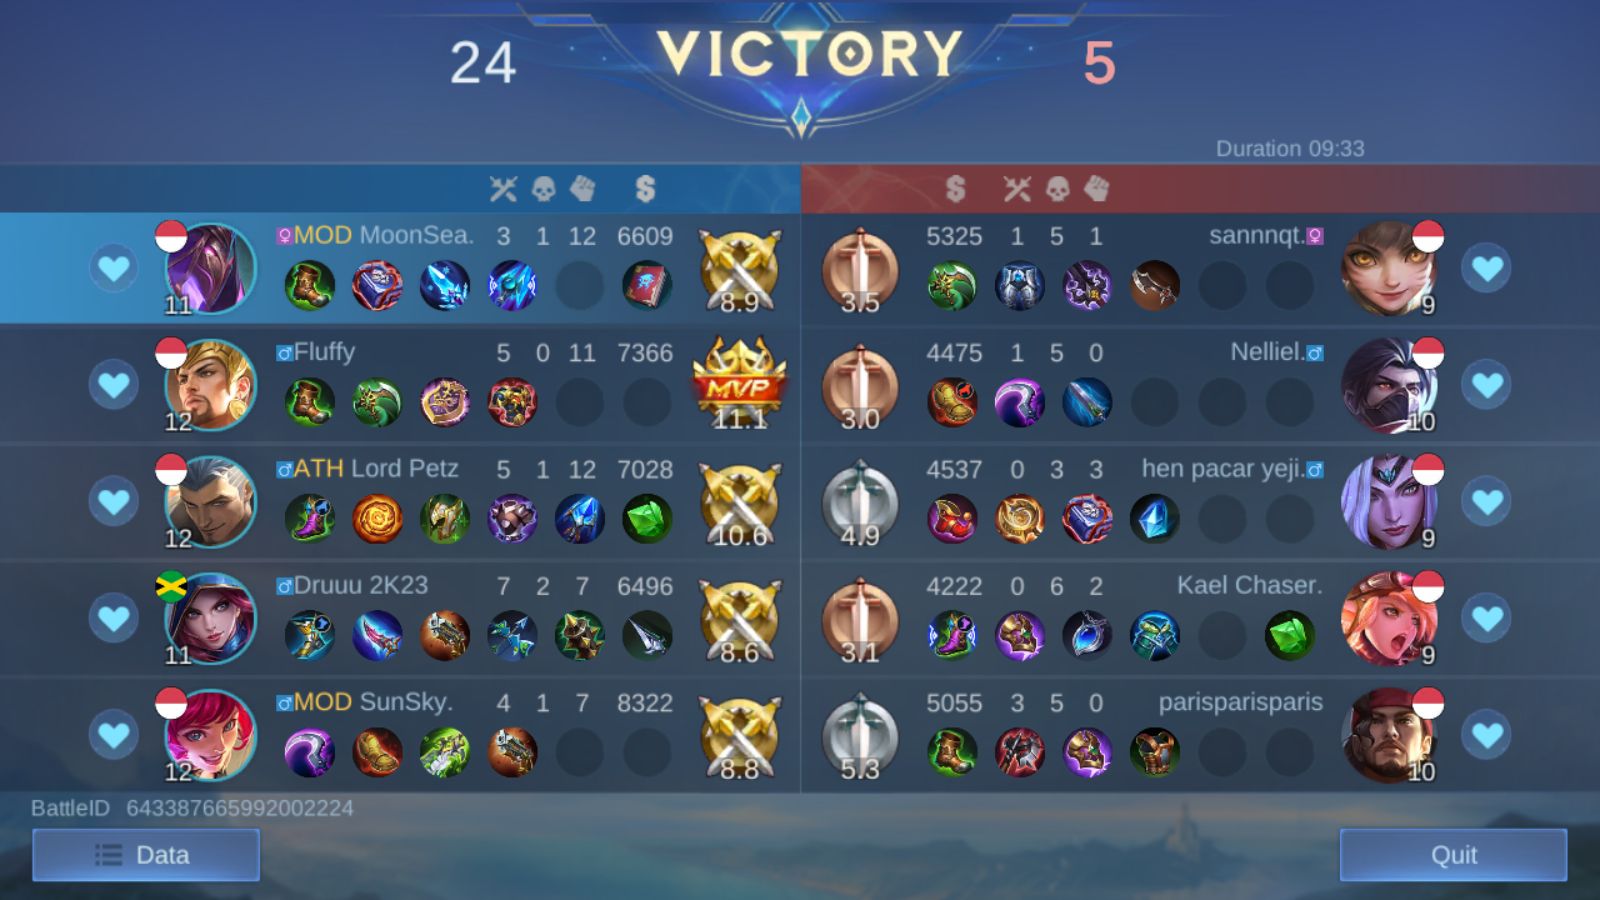 24 VICTORY 5
Duration 09:33
MOD MoonSea. 3 1 12 6609
11 8.9
Fluffy 5 0 11 7366
12 MVP 11.1
ATH Lord Petz 5 1 12 7028
12 10.6
Druuu 2K23 7 2 7 6496
11 8.6
MOD SunSky. 4 1 7 8322
12 8.8
5325 1 5 1 sannnqt.
3.5 9
4475 1 5 0 Nelliel.
3.0 10
4537 0 3 3 hen pacar yeji.
4.9 9
4222 0 6 2 Kael Chaser.
3.1 9
5055 3 5 0 parisparisparis
5.3 10
BattleID 643387665992002224
Data
Quit